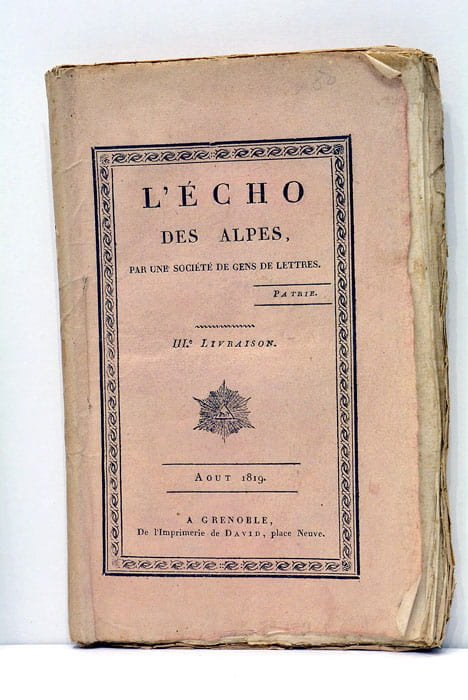 L'ÉCHO
DES ALPES,
PAR UNE SOCIÉTÉ DE GENS DE LETTRES.
PATRIE.
III.e LIVRAISON.
AOUT 1819.
A GRENOBLE,
De l'Imprimerie de DAVID, place Neuve.